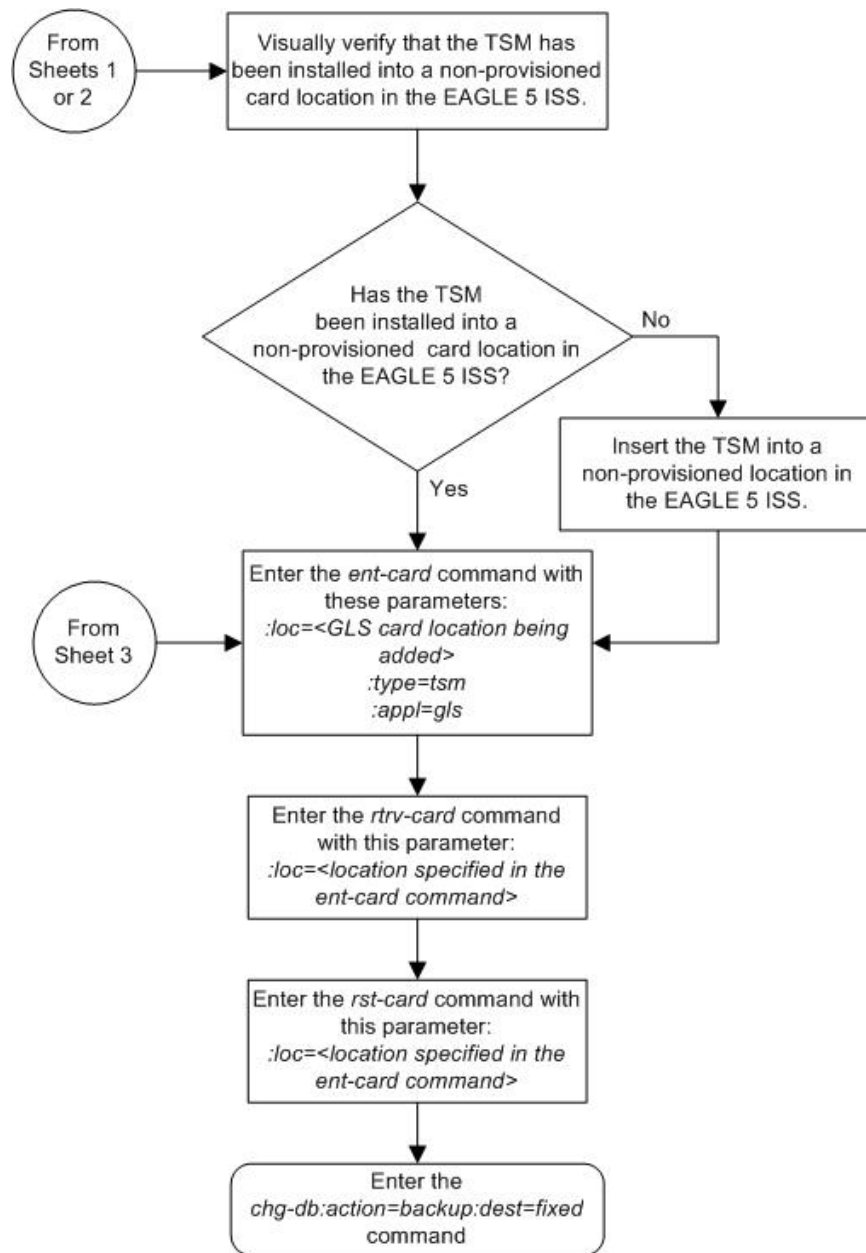 From
Sheets 1
or 2
Visually verify that the TSM has
been installed into a non-provisioned
card location in the EAGLE 5 ISS.
Has the TSM
been installed into a
non-provisioned card location in
the EAGLE 5 ISS?
No
Insert the TSM into a
non-provisioned location in
the EAGLE 5 ISS.
Yes
From
Sheet 3
Enter the ent-card command with
these parameters:
:loc=<GLS card location being
added>
:type=tsm
:appl=gls
Enter the rtrv-card command
with this parameter:
:loc=<location specified in the
ent-card command>
Enter the rst-card command with
this parameter:
:loc=<location specified in the
ent-card command>
Enter the
chg-db:action=backup:dest=fixed
command